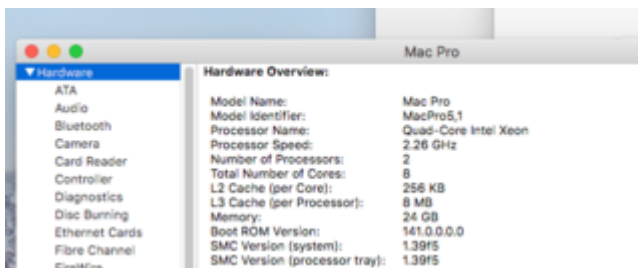 Mac Pro
Hardware
ATA
Audio
Bluetooth
Camera
Card Reader
Controller
Diagnostics
Disc Burning
Ethernet Cards
Fibre Channel
FireWire
Hardware Overview:
Model Name: Mac Pro
Model Identifier: MacPro5,1
Processor Name: Quad-Core Intel Xeon
Processor Speed: 2.26 GHz
Number of Processors: 2
Total Number of Cores: 8
L2 Cache (per Core): 256 KB
L3 Cache (per Processor): 8 MB
Memory: 24 GB
Boot ROM Version: 141.0.0.0.0
SMC Version (system): 1.39f5
SMC Version (processor tray): 1.39f5